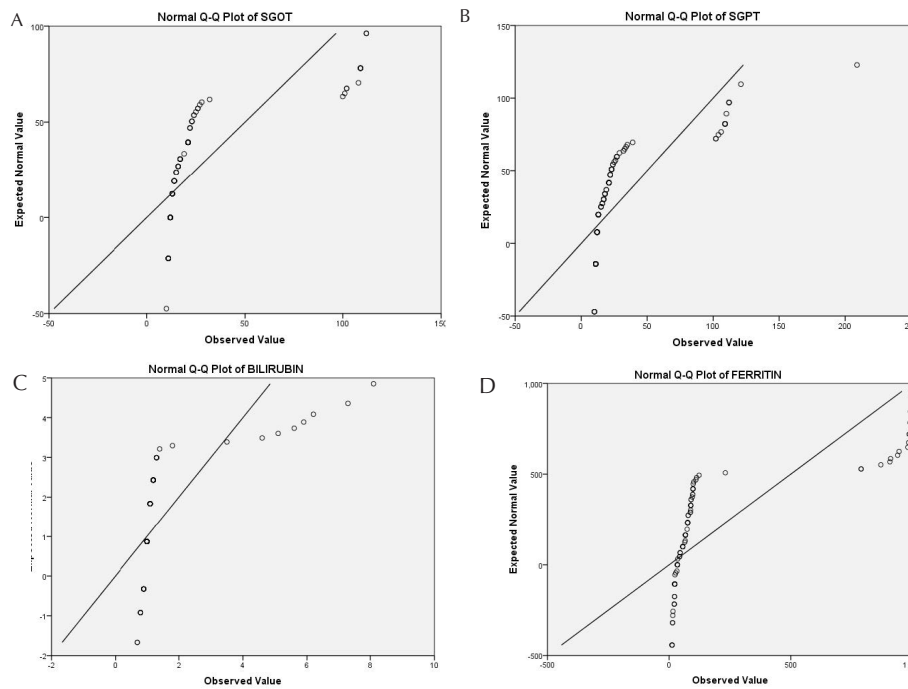 A
Normal Q-Q Plot of SGOT
100
50
0
-50
-50
0
50
100
Expected Normal Value
Observed Value
B
Normal Q-Q Plot of SGPT
150
100
50
0
-50
-50
0
50
100
150
200
Expected Normal Value
Observed Value
C
Normal Q-Q Plot of BILIRUBIN
5
4
3
2
1
0
-1
-2
-2
0
2
4
6
8
10
Normal
Observed Value
D
Normal Q-Q Plot of FERRITIN
1,000
500
0
-500
-500
0
500
Expected Normal Value
Observed Value